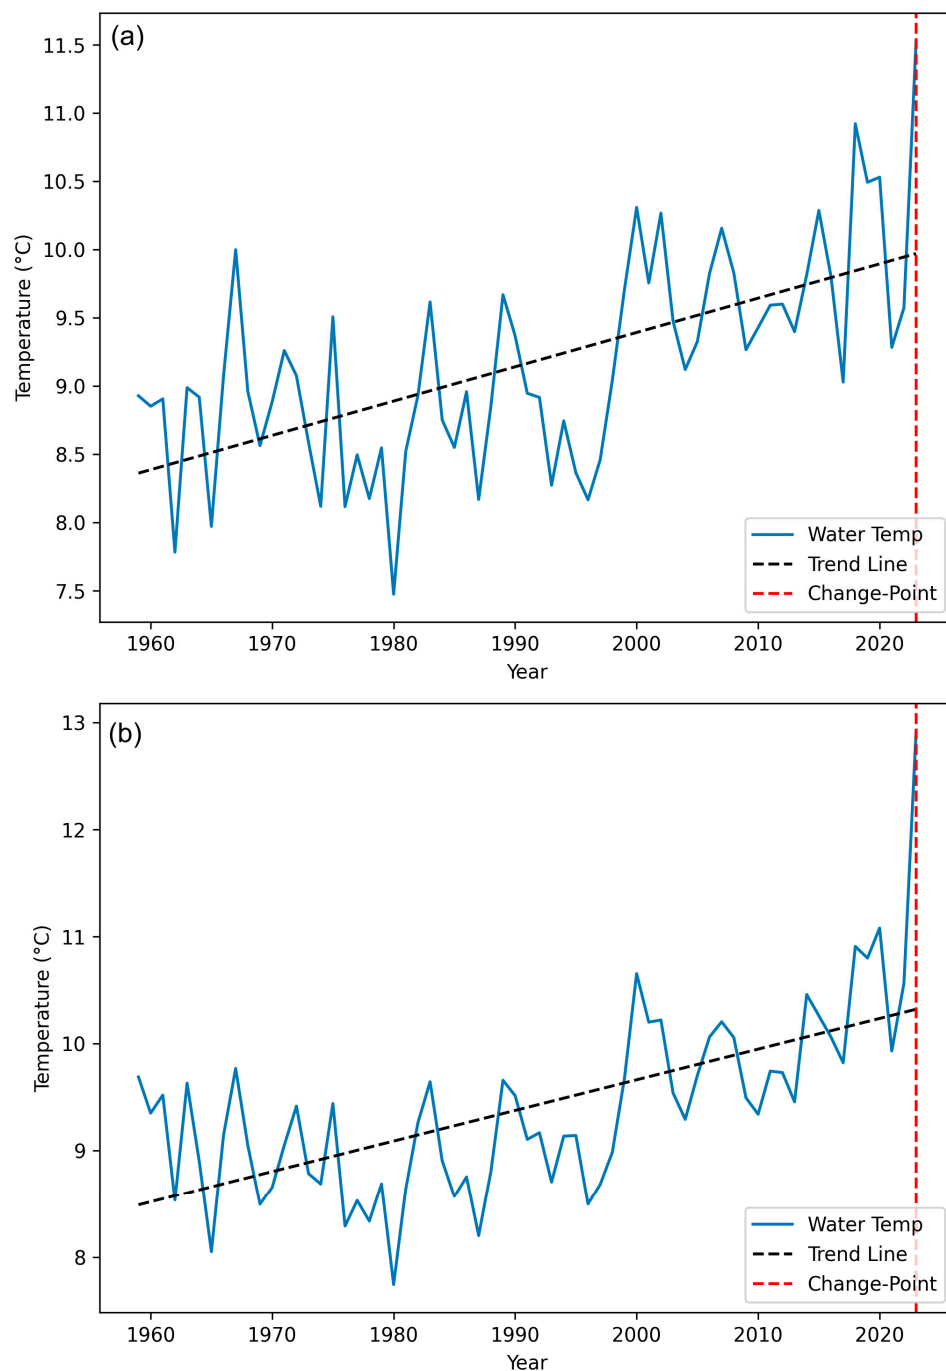 (a)
11.5
11.0
10.5
10.0
9.5
9.0
8.5
8.0
7.5
Temperature (°C)
Water Temp
Trend Line
Change-Point
1960 1970 1980 1990 2000 2010 2020
Year
(b)
13
12
11
10
9
8
Temperature (°C)
Water Temp
Trend Line
Change-Point
1960 1970 1980 1990 2000 2010 2020
Year